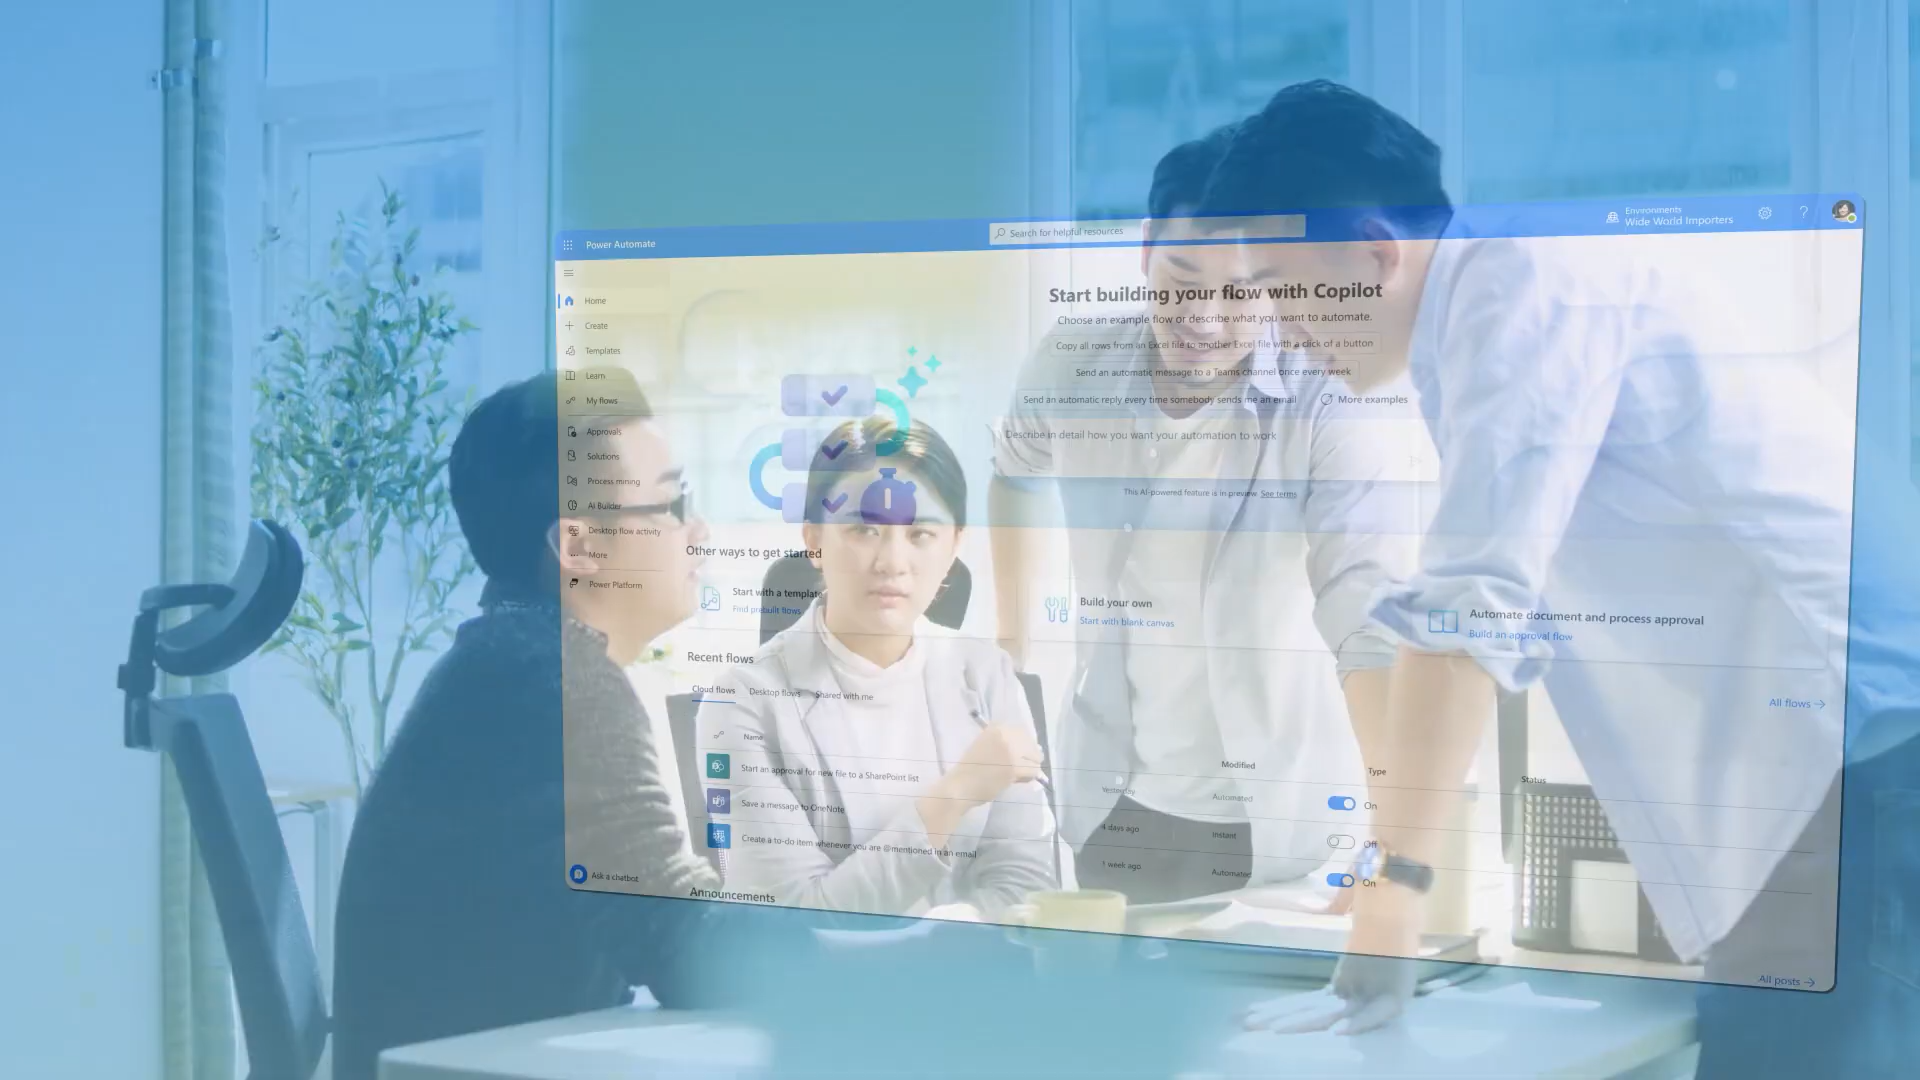 Power Automate
Search for helpful resources
Environments
Wide World Importers
?
Home
Create
Templates
Learn
My flows
Approvals
Solutions
Process mining
AI Builder
Desktop flow activity
More
Power Platform
Ask a chatbot
Start building your flow with Copilot
Choose an example flow or describe what you want to automate.
Copy all rows from an Excel file to another Excel file with a click of a button
Send an automatic message to a Teams channel once every week
Send an automatic reply every time somebody sends me an email
More examples
Describe in detail how you want your automation to work
This AI-powered feature is in preview. See terms
Other ways to get started
Start with a template
Find prebuilt flows
Build your own
Start with blank canvas
Automate document and process approval
Build an approval flow
Recent flows
All flows
Cloud flows Desktop flows Shared with me
Name Modified Type Status
Start an approval for new file to a SharePoint list Yesterday Automated On
Save a message to OneNote 4 days ago Instant Off
Create a to-do item whenever you are @mentioned in an email 1 week ago Automated On
Announcements
All posts